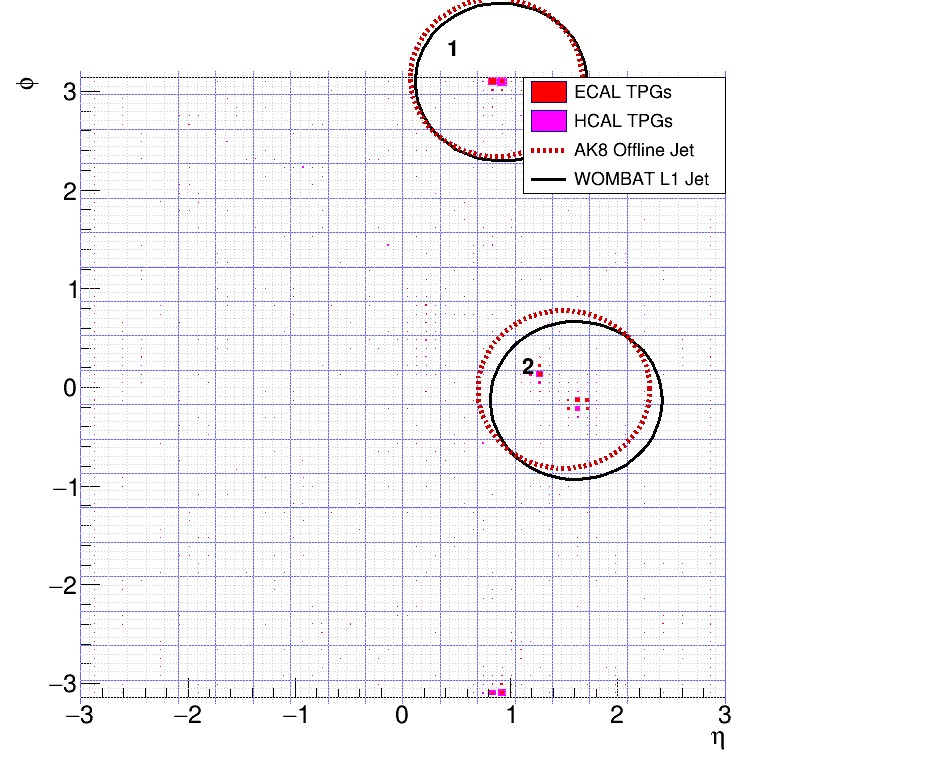 1
ϕ
3
ECAL TPGs
HCAL TPGs
AK8 Offline Jet
WOMBAT L1 Jet
2
1
2
0
−1
−2
−3
−3 −2 −1 0 1 2 3
η